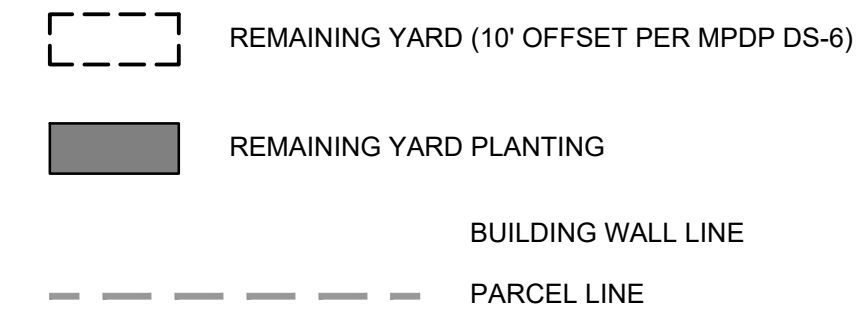 REMAINING YARD (10' OFFSET PER MPDP DS-6)
REMAINING YARD PLANTING
BUILDING WALL LINE
PARCEL LINE